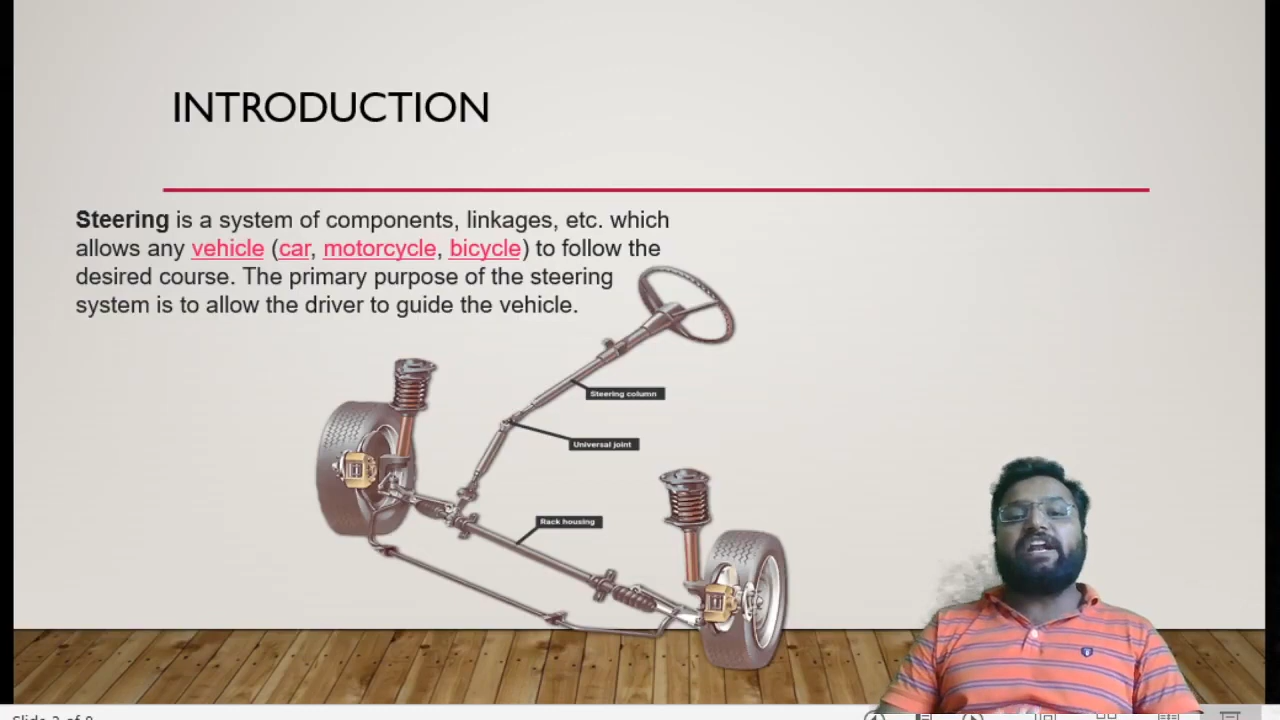 INTRODUCTION
Steering is a system of components, linkages, etc. which
allows any vehicle (car, motorcycle, bicycle) to follow the
desired course. The primary purpose of the steering
system is to allow the driver to guide the vehicle.
Steering column
Universal joint
Rack housing